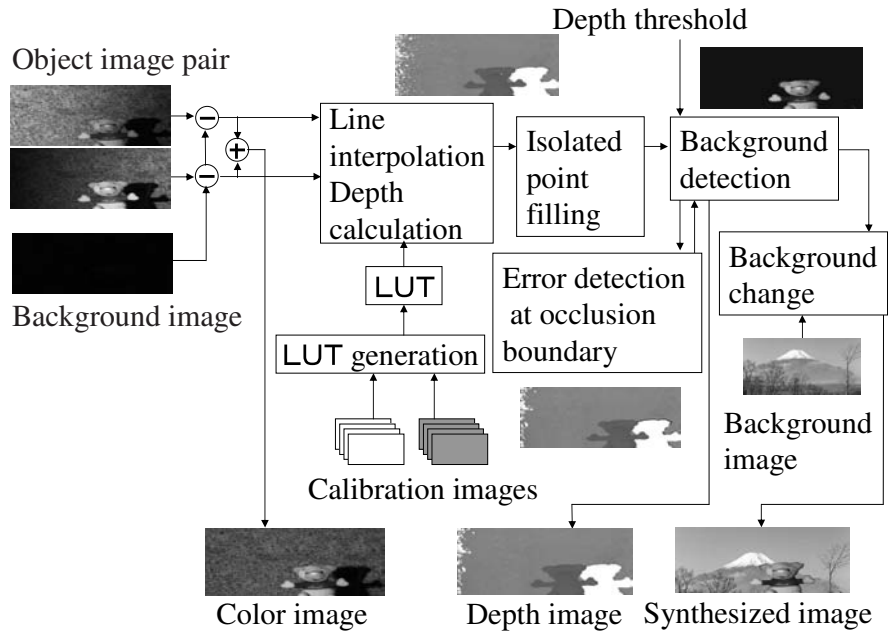 Depth threshold
Object image pair
−
+
−
Line
interpolation
Depth
calculation
Isolated
point
filling
Background
detection
Background image
LUT
Error detection
at occlusion
boundary
Background
change
LUT generation
Background
image
Calibration images
Color image
Depth image
Synthesized image